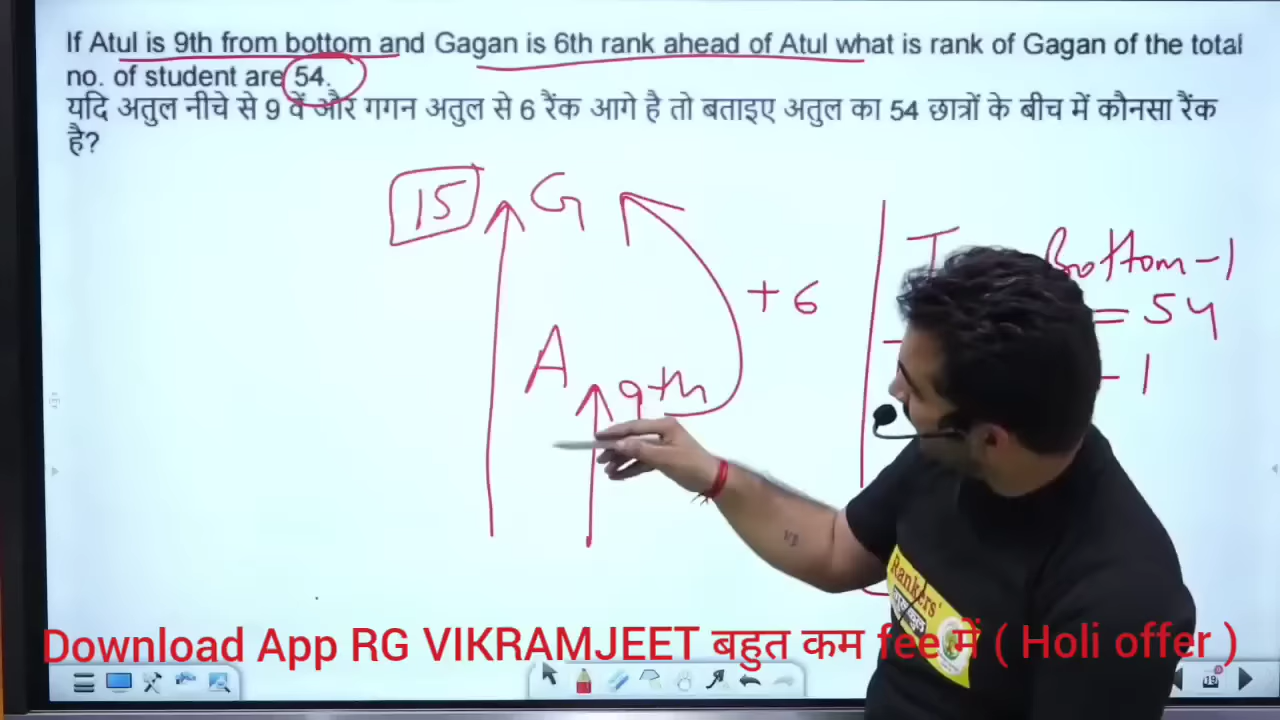 If Atul is 9th from bottom and Gagan is 6th rank ahead of Atul what is rank of Gagan of the total
no. of student are 54.
यदि अतुल नीचे से 9 वें और गगन अतुल से 6 रैंक आगे है तो बताइए अतुल का 54 छात्रों के बीच में कौनसा रैंक
है?
15 G
T Bottom-1
+6
= 54
A 9th
- 1
Rankers'
Download App RG VIKRAMJEET बहुत कम fee में ( Holi offer )
19